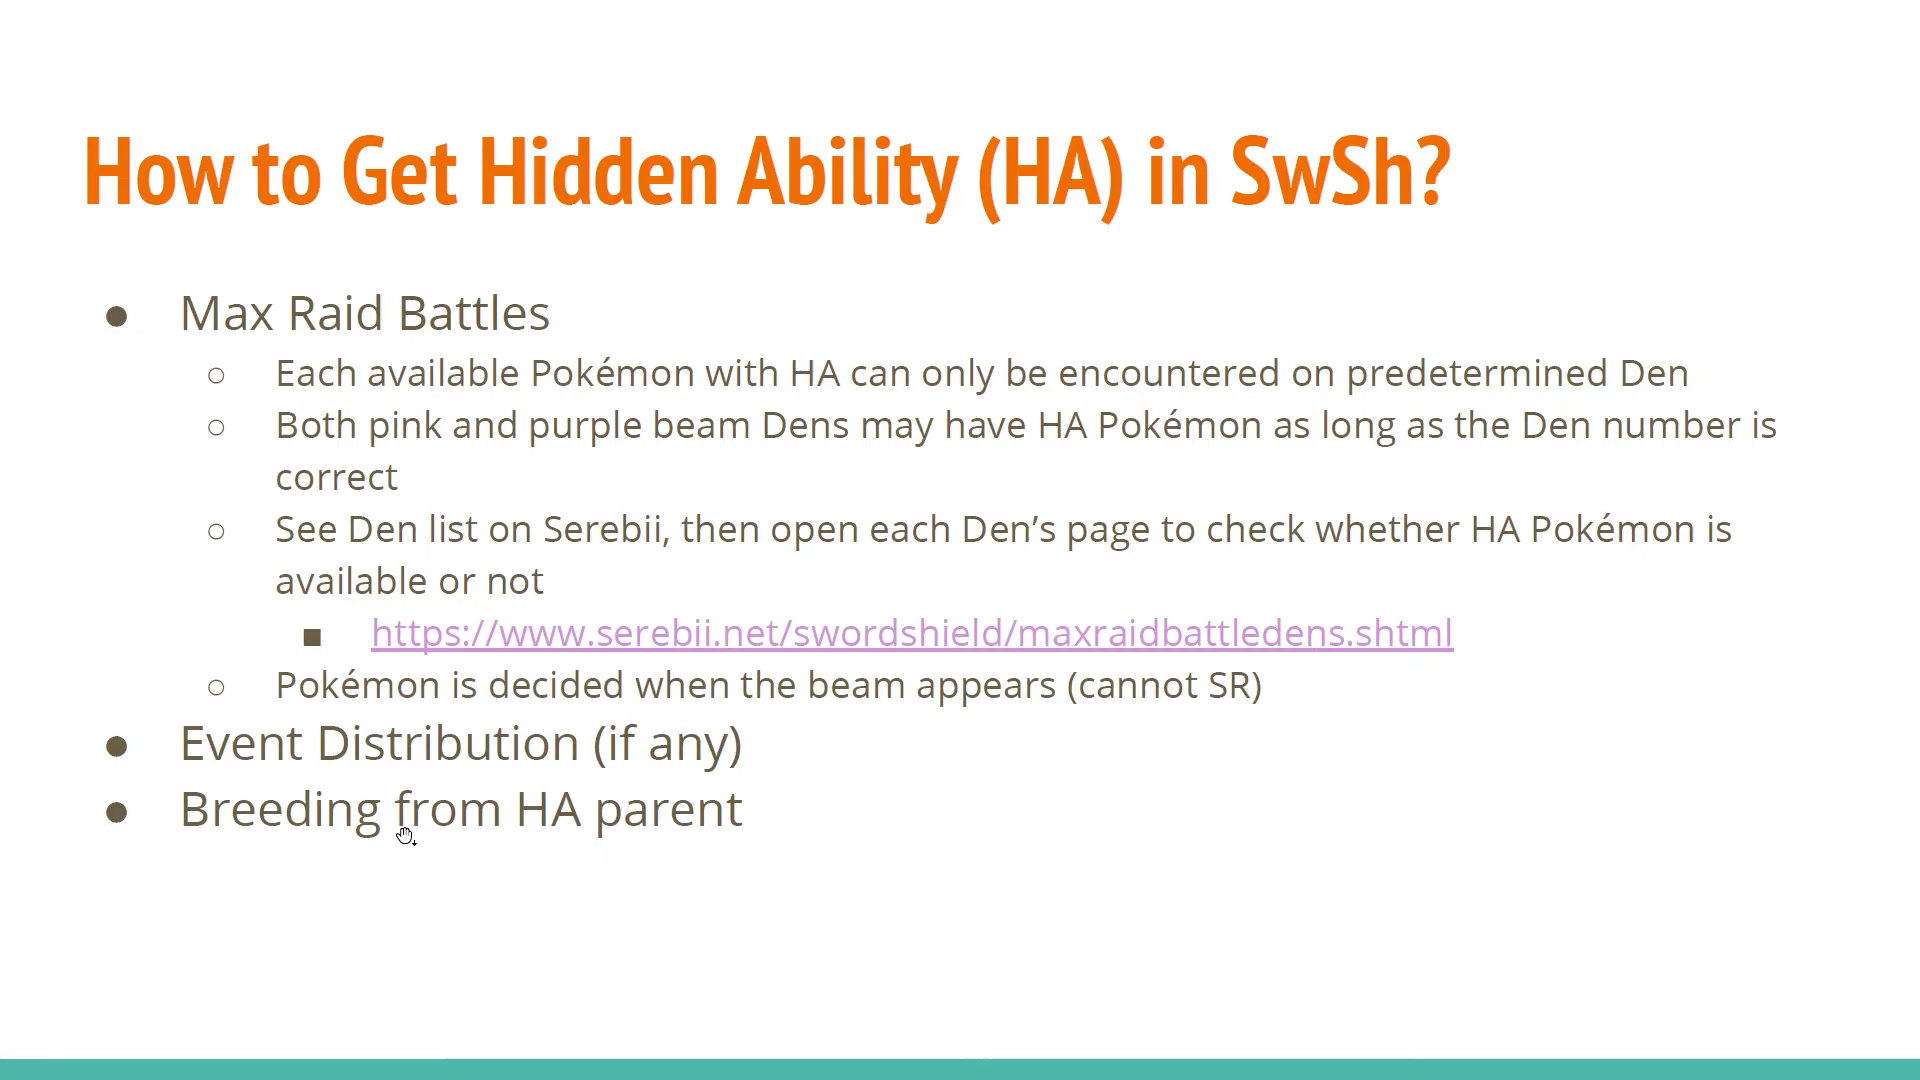 How to Get Hidden Ability (HA) in SwSh?
● Max Raid Battles
○ Each available Pokémon with HA can only be encountered on predetermined Den
○ Both pink and purple beam Dens may have HA Pokémon as long as the Den number is
correct
○ See Den list on Serebii, then open each Den’s page to check whether HA Pokémon is
available or not
■ https://www.serebii.net/swordshield/maxraidbattledens.shtml
○ Pokémon is decided when the beam appears (cannot SR)
● Event Distribution (if any)
● Breeding from HA parent